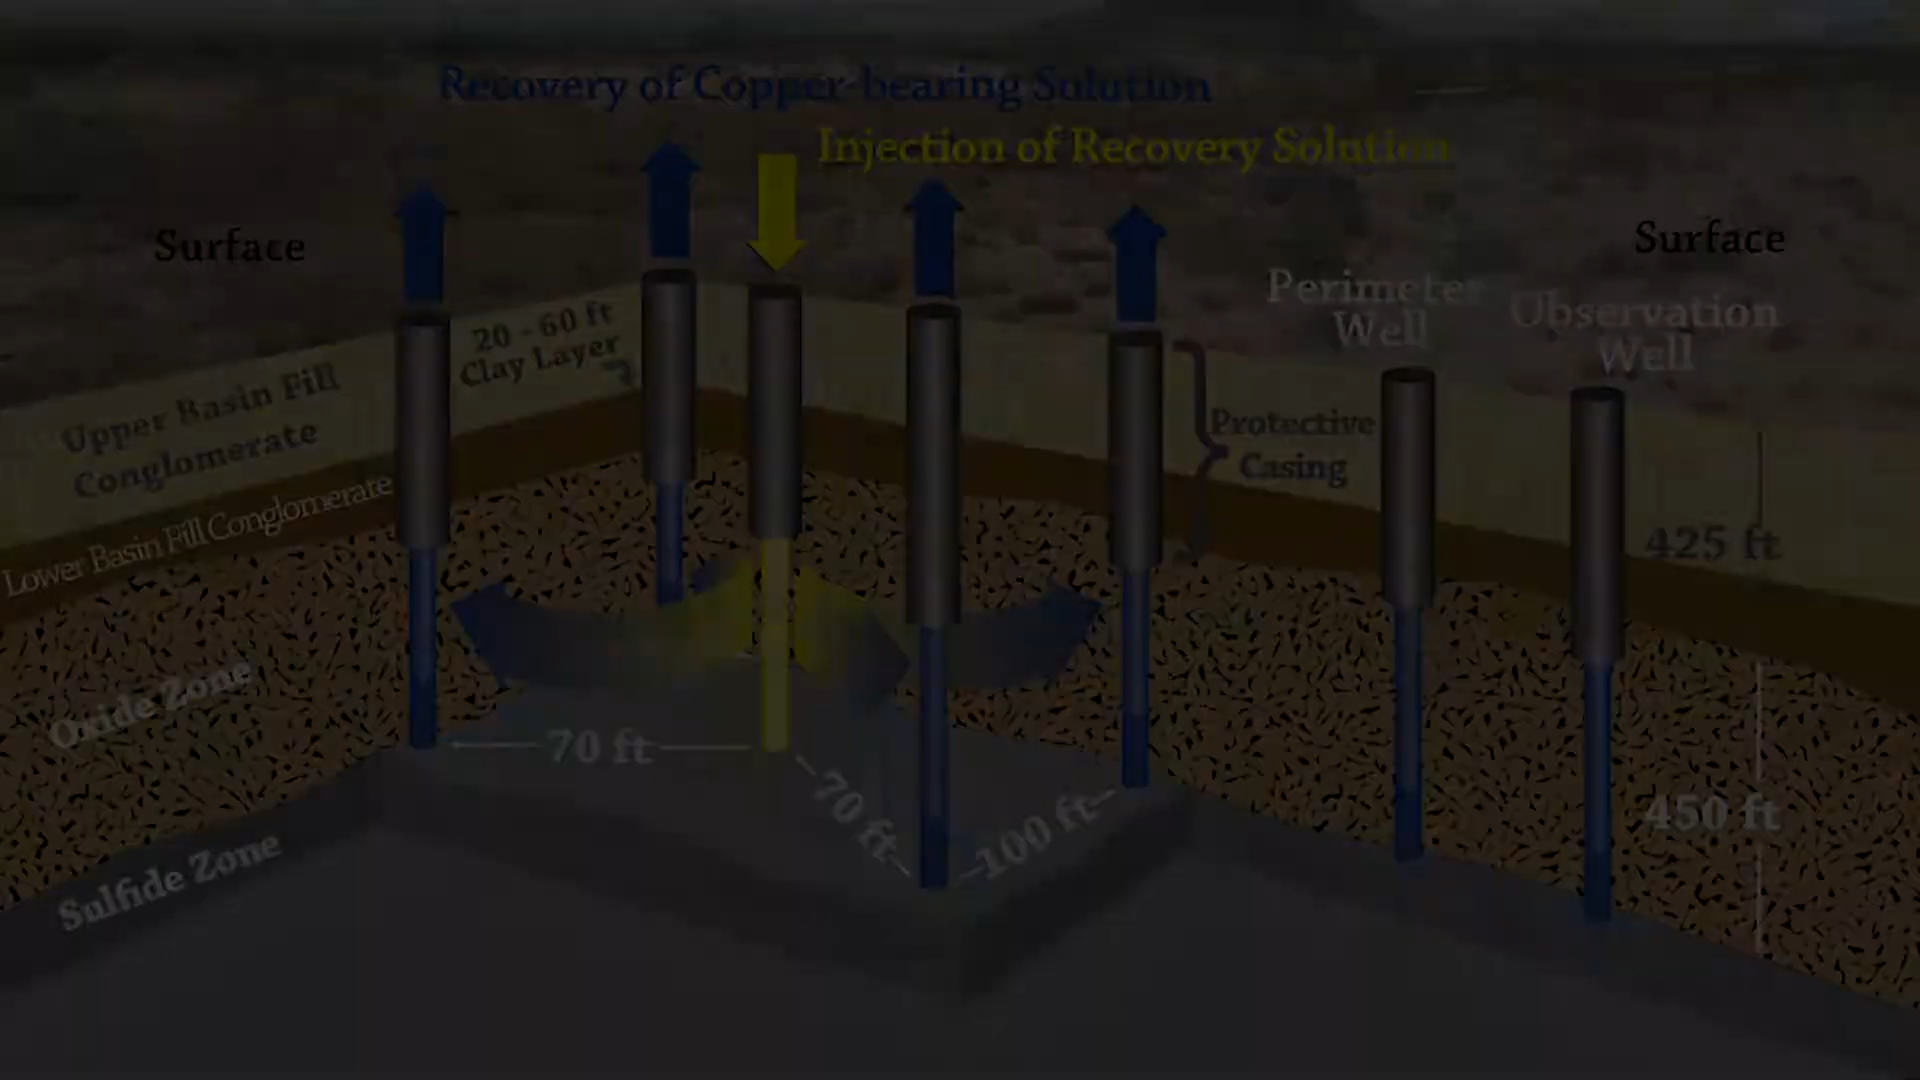 Recovery of Copper-bearing Solution
Injection of Recovery Solution
Surface
Surface
Perimeter
Well
Observation
Well
20 - 60 ft
Clay Layer
Upper Basin Fill
Conglomerate
Protective
Casing
Lower Basin Fill Conglomerate
425 ft
Oxide Zone
70 ft
70 ft
100 ft
450 ft
Sulfide Zone